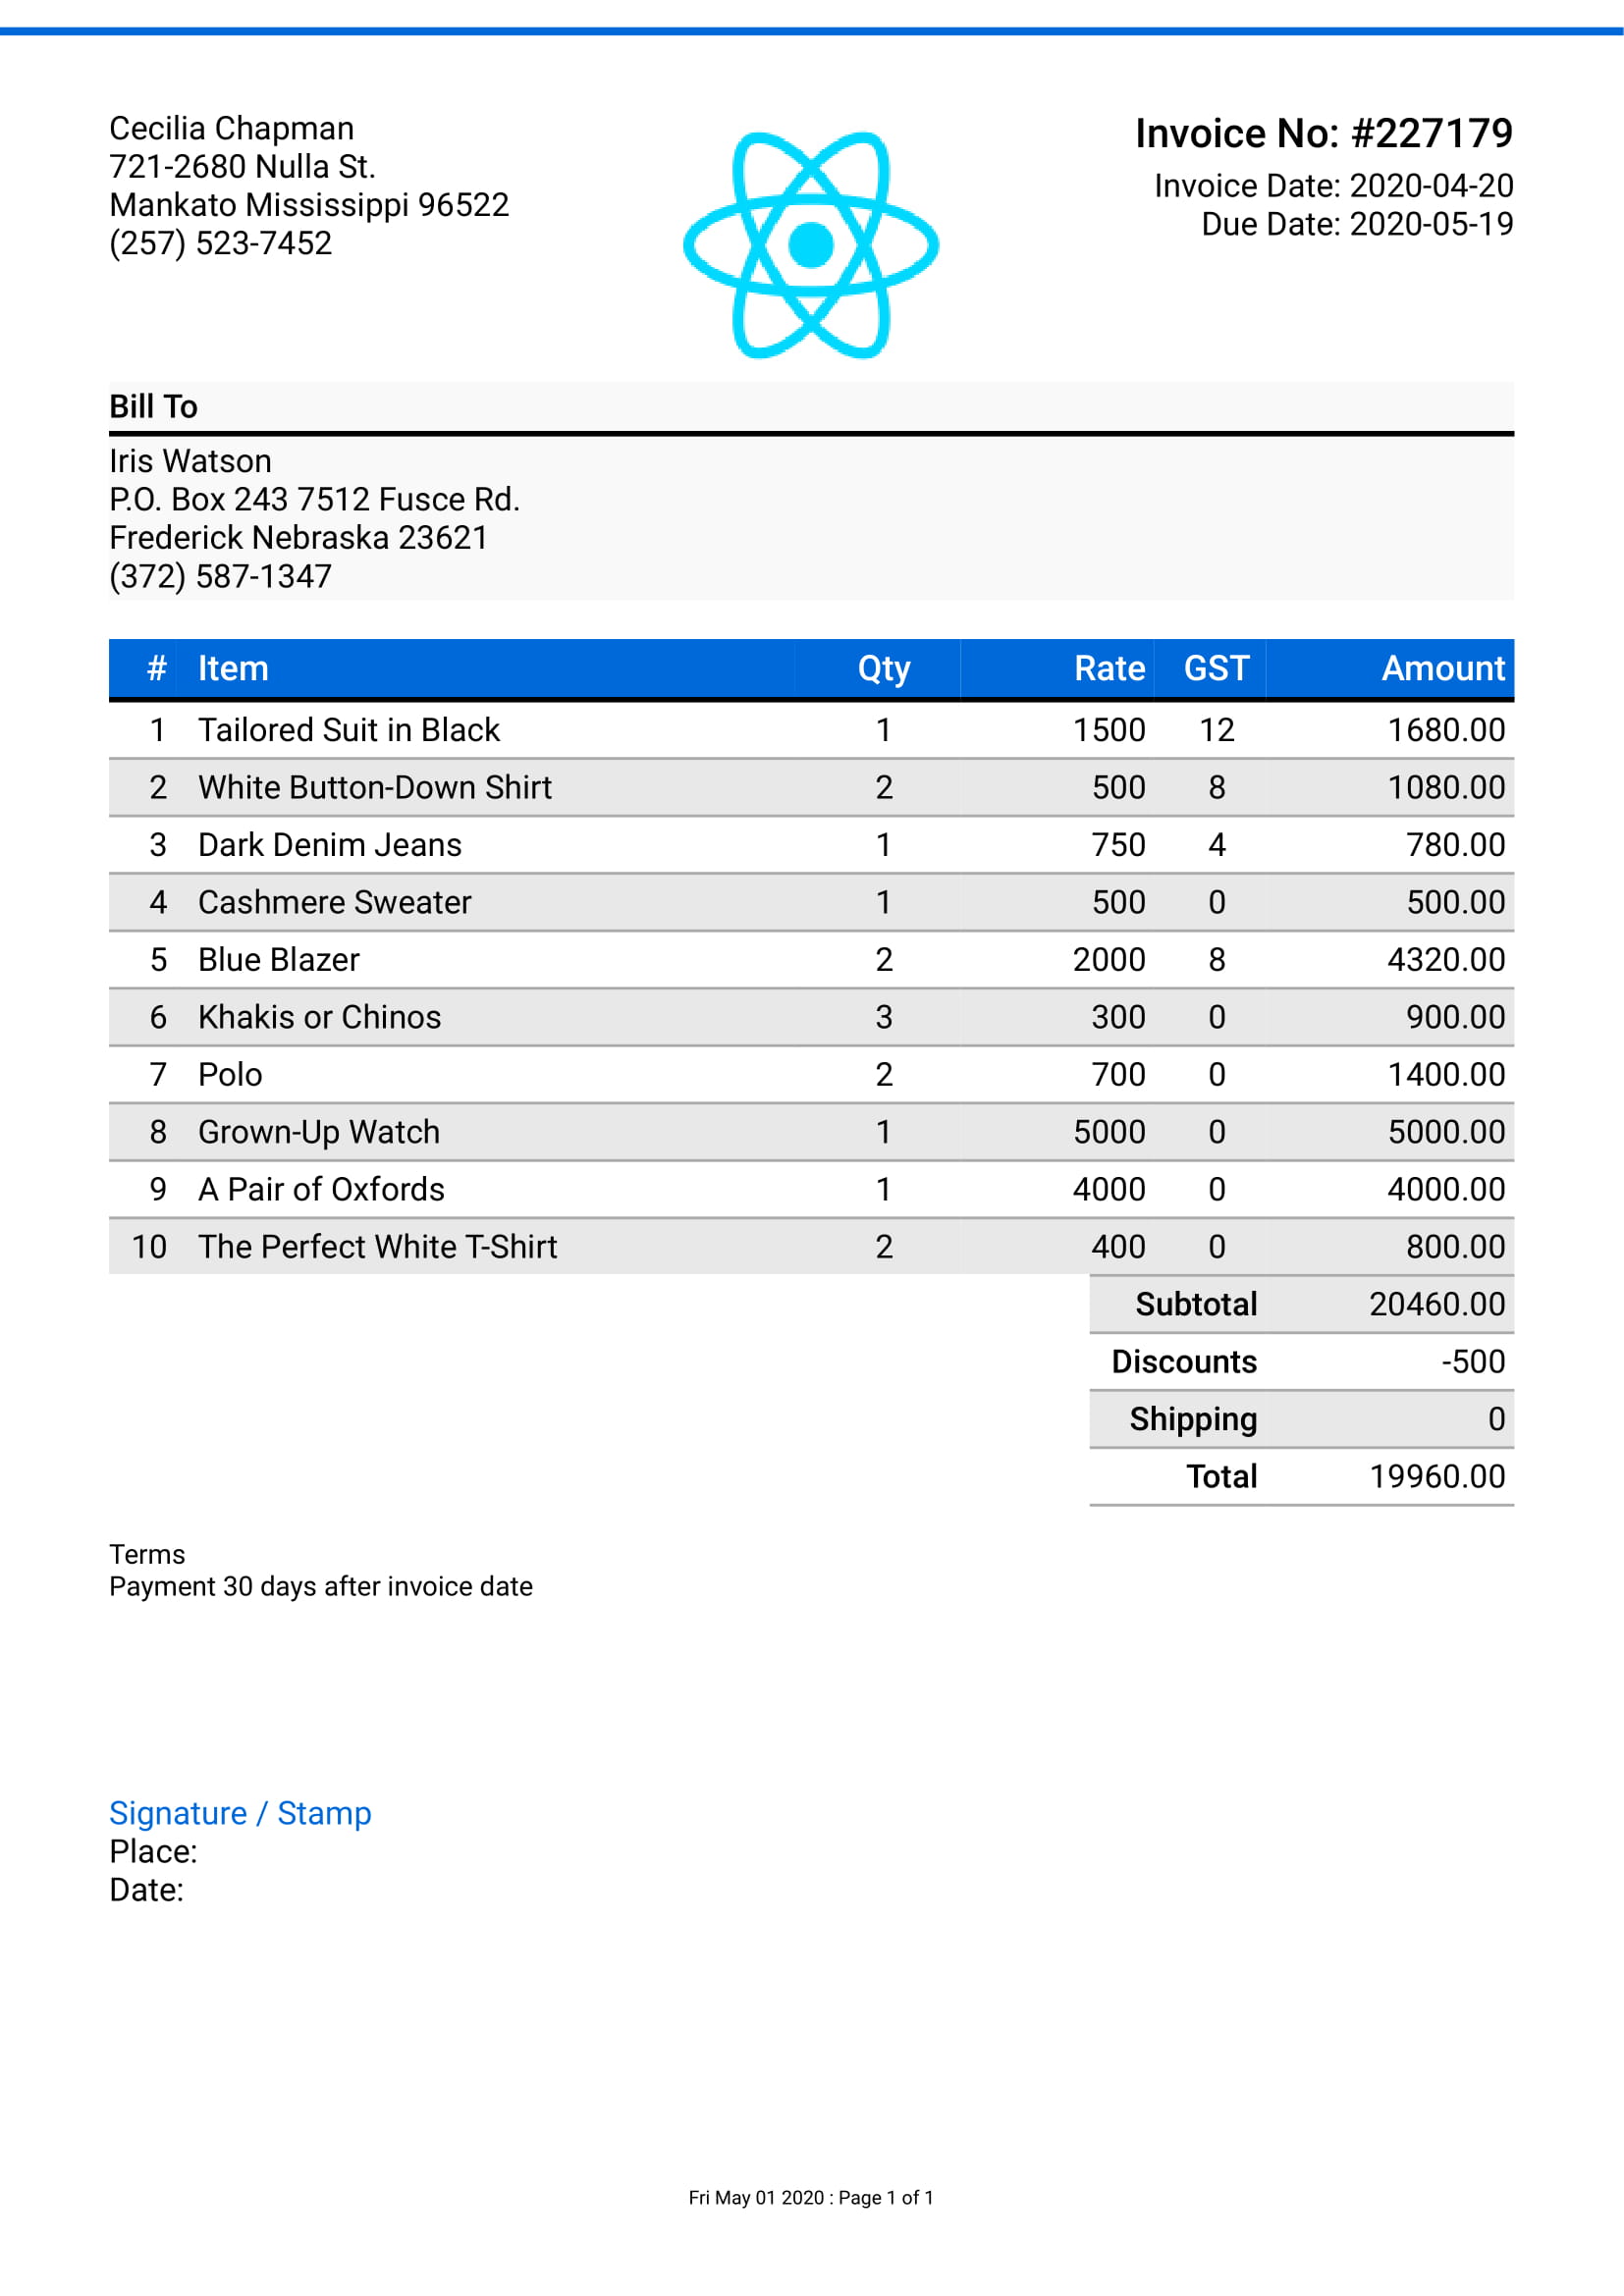 Cecilia Chapman
721-2680 Nulla St.
Mankato Mississippi 96522
(257) 523-7452
Invoice No: #227179
Invoice Date: 2020-04-20
Due Date: 2020-05-19
Bill To
Iris Watson
P.O. Box 243 7512 Fusce Rd.
Frederick Nebraska 23621
(372) 587-1347
# Item Qty Rate GST Amount
1 Tailored Suit in Black 1 1500 12 1680.00
2 White Button-Down Shirt 2 500 8 1080.00
3 Dark Denim Jeans 1 750 4 780.00
4 Cashmere Sweater 1 500 0 500.00
5 Blue Blazer 2 2000 8 4320.00
6 Khakis or Chinos 3 300 0 900.00
7 Polo 2 700 0 1400.00
8 Grown-Up Watch 1 5000 0 5000.00
9 A Pair of Oxfords 1 4000 0 4000.00
10 The Perfect White T-Shirt 2 400 0 800.00
Subtotal 20460.00
Discounts -500
Shipping 0
Total 19960.00
Terms
Payment 30 days after invoice date
Signature / Stamp
Place:
Date:
Fri May 01 2020 : Page 1 of 1